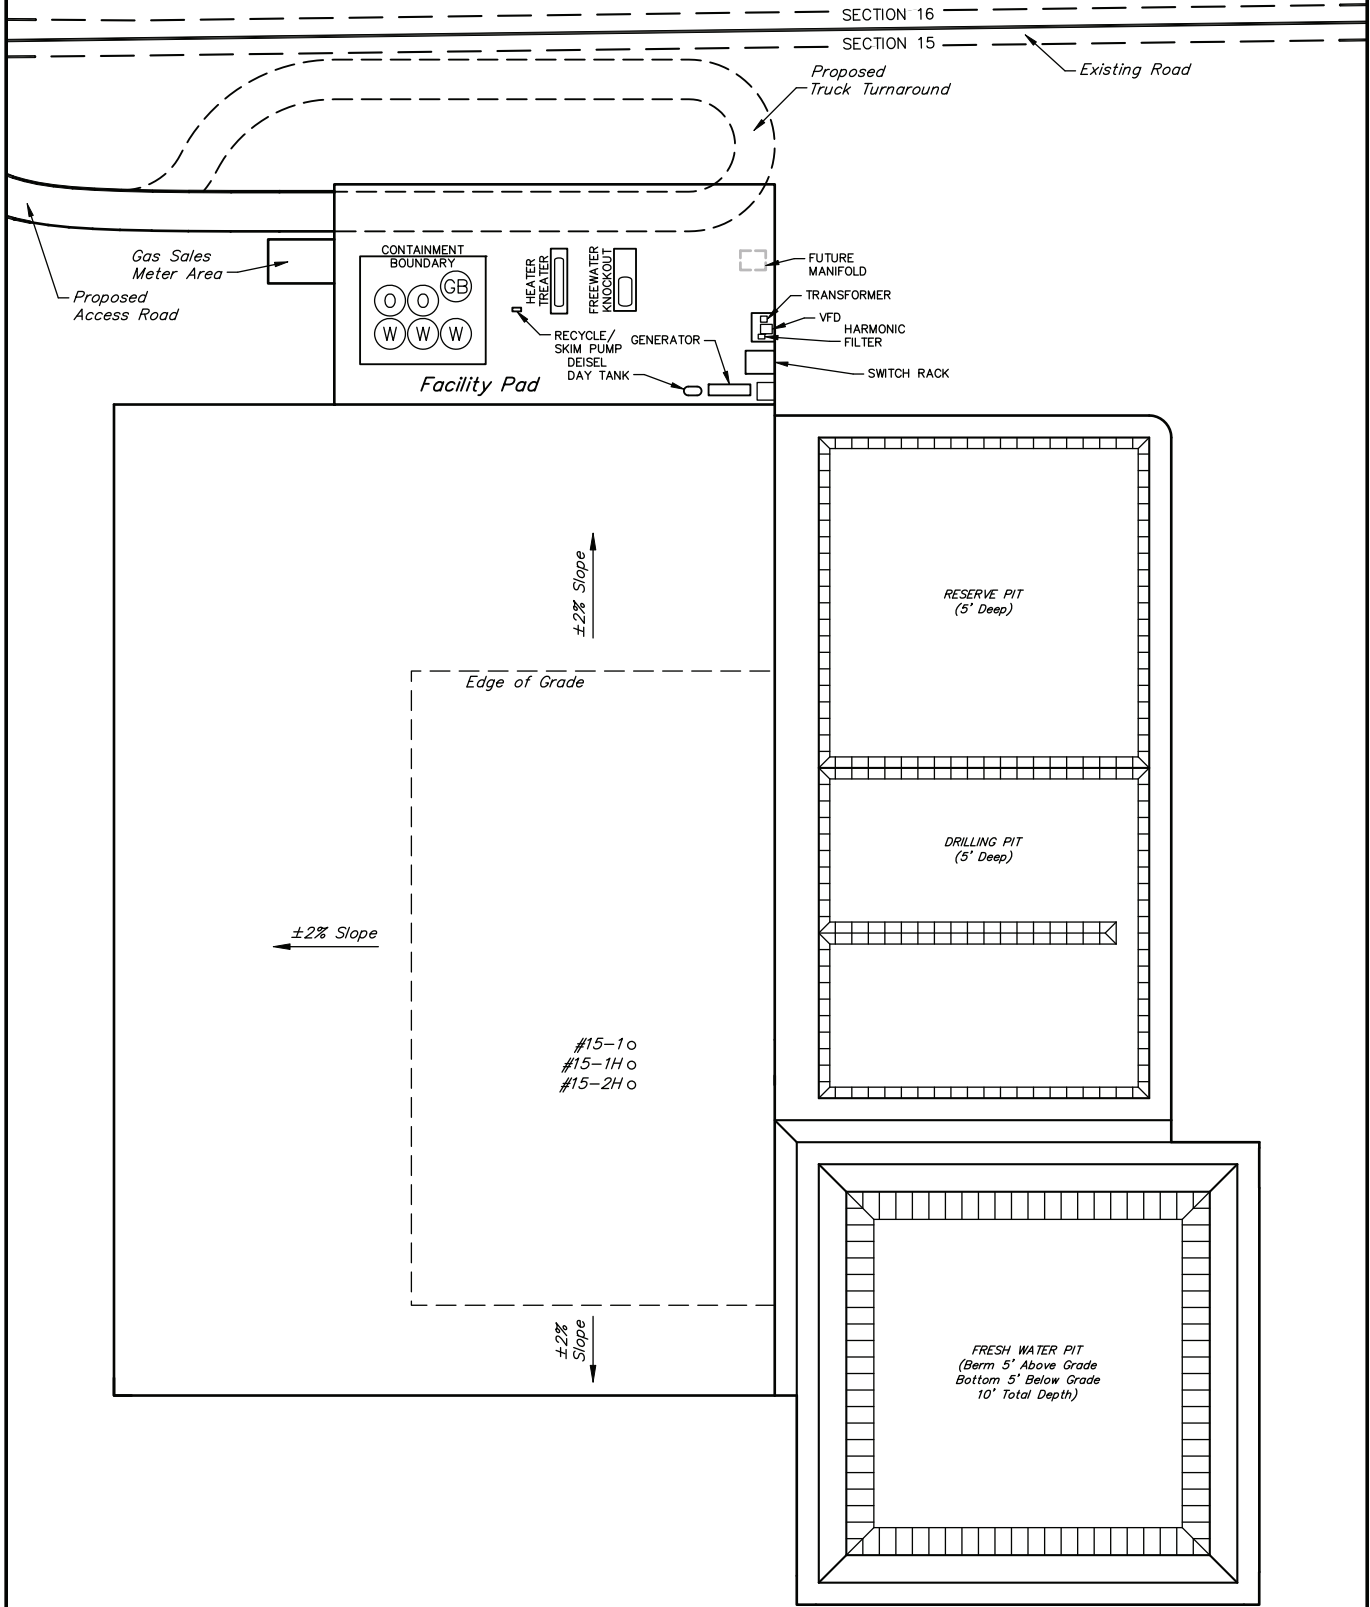 SECTION 16
SECTION 15
Existing Road
Proposed
Truck Turnaround
Gas Sales
Meter Area
Proposed
Access Road
CONTAINMENT
BOUNDARY
GB
O
O
W
W
W
HEATER
TREATER
FREEWATER
KNOCKOUT
FUTURE
MANIFOLD
TRANSFORMER
VFD
HARMONIC
FILTER
SWITCH RACK
RECYCLE/
SKIM PUMP
GENERATOR
DEISEL
DAY TANK
Facility Pad
±2% Slope
Edge of Grade
RESERVE PIT
(5' Deep)
DRILLING PIT
(5' Deep)
±2% Slope
#15-1
#15-1H
#15-2H
±2%
Slope
FRESH WATER PIT
(Berm 5' Above Grade
Bottom 5' Below Grade
10' Total Depth)